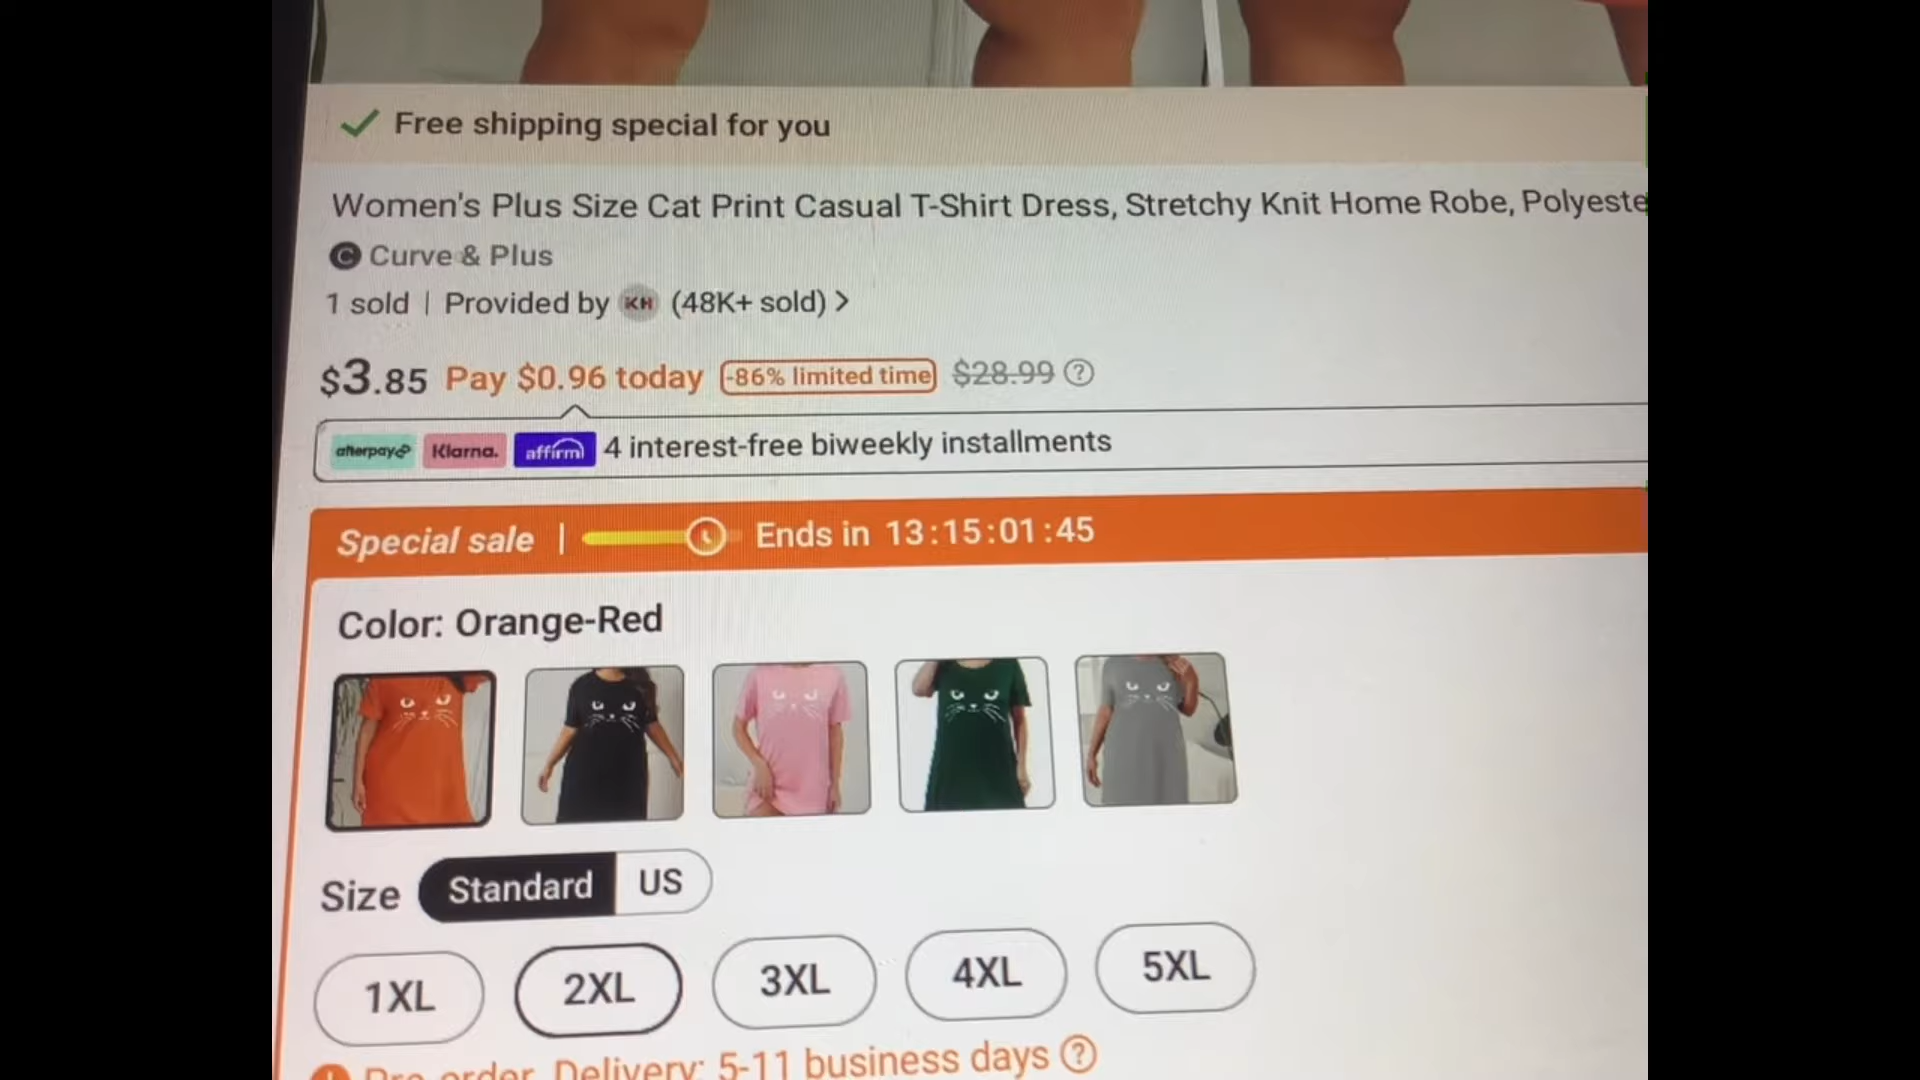 Free shipping special for you
Women's Plus Size Cat Print Casual T-Shirt Dress, Stretchy Knit Home Robe, Polyeste
C Curve & Plus
1 sold | Provided by KH (48K+ sold) >
$3.85 Pay $0.96 today -86% limited time $28.99 ?
afterpay Klarna. affirm 4 interest-free biweekly installments
Special sale | Ends in 13:15:01:45
Color: Orange-Red
Size Standard US
1XL 2XL 3XL 4XL 5XL
Pre-order. Delivery: 5-11 business days ?